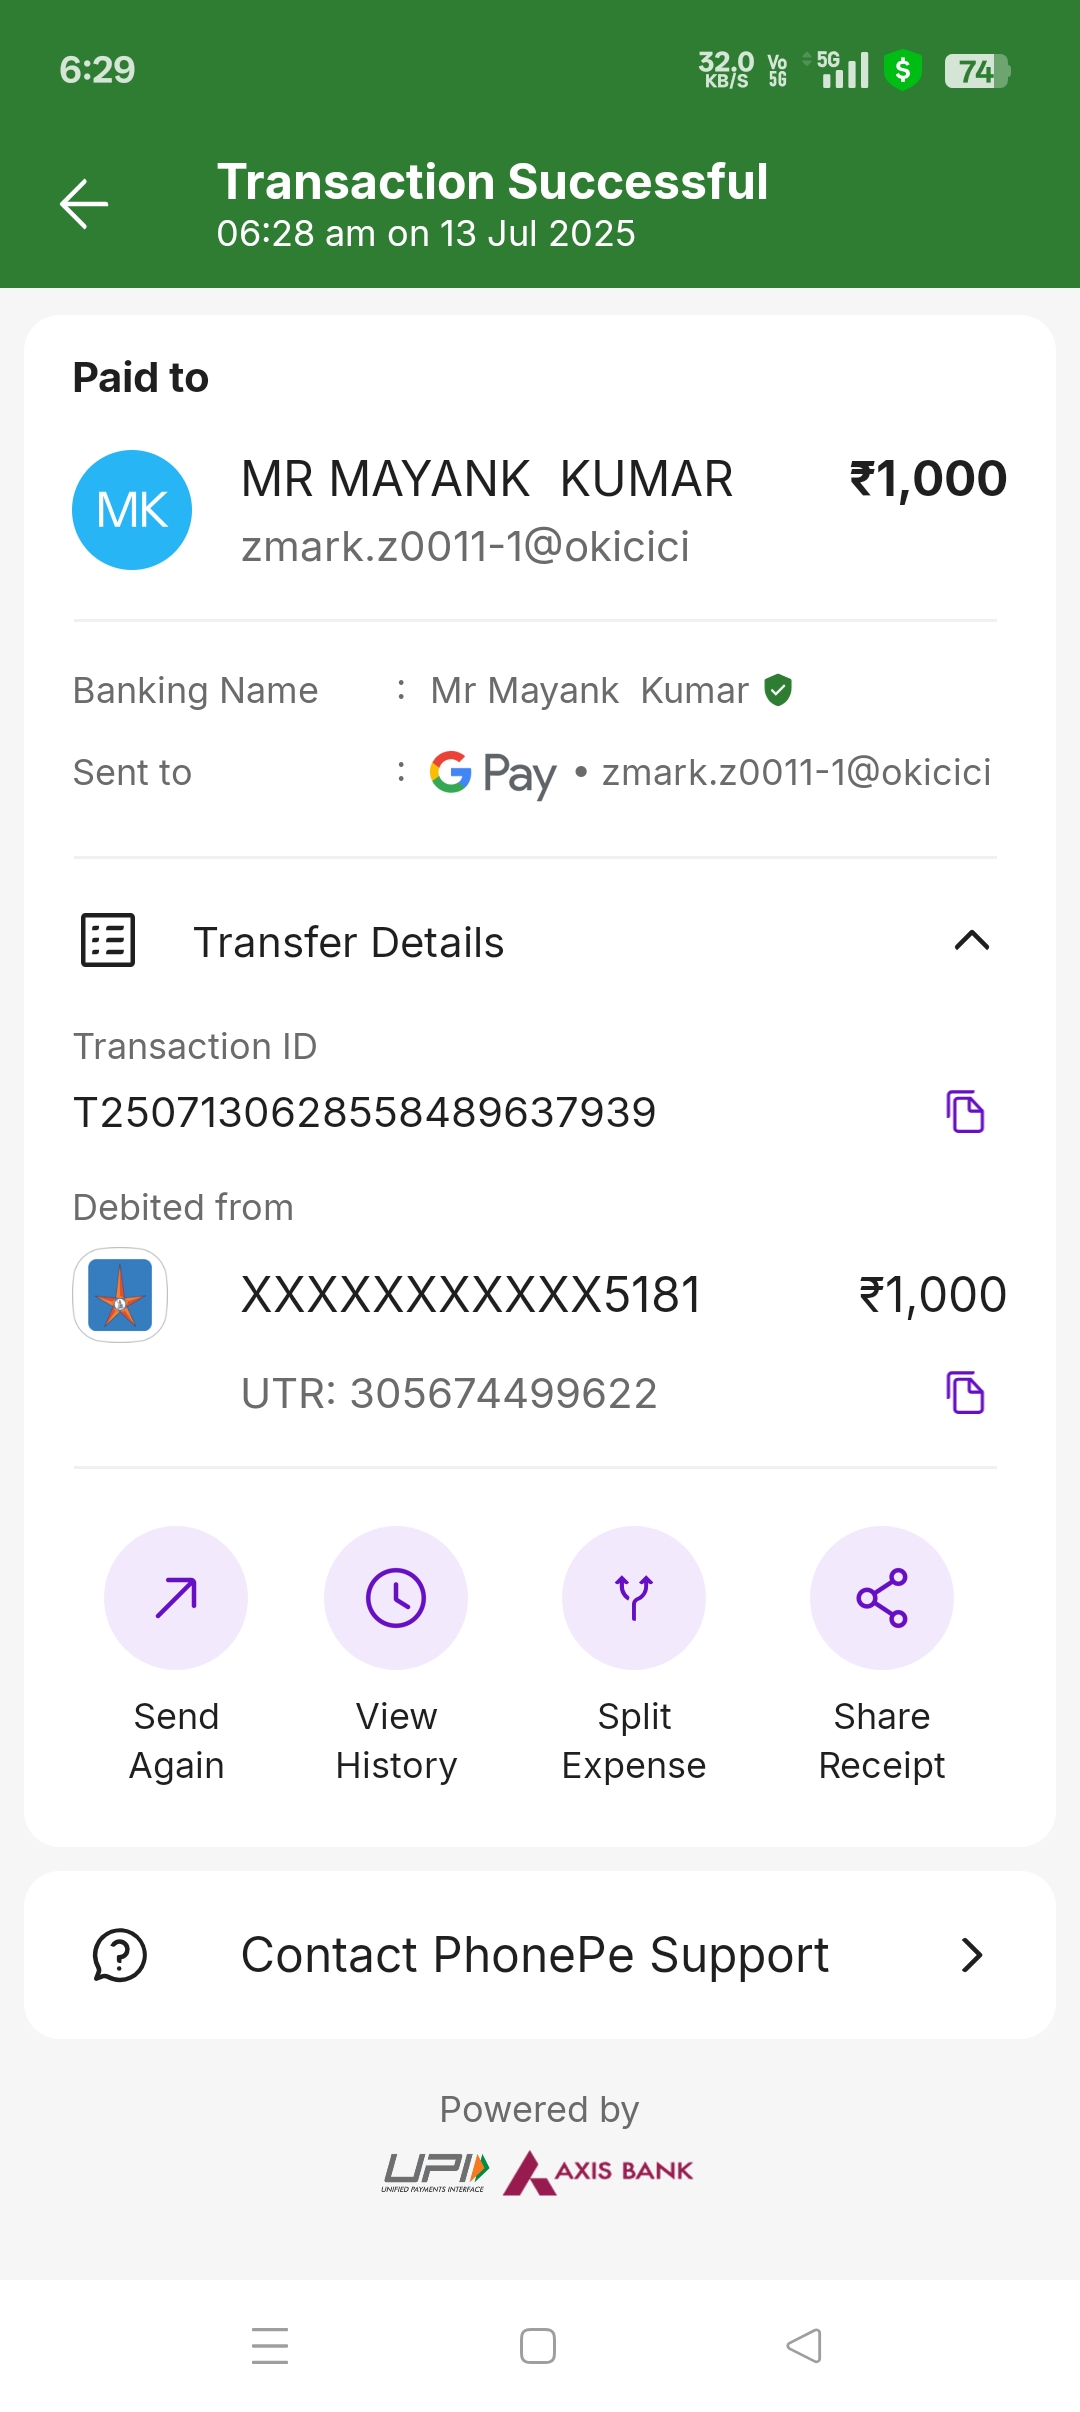 6:29
32.0 KB/S Vo 5G 5G 74
Transaction Successful
06:28 am on 13 Jul 2025
Paid to
MK
MR MAYANK  KUMAR ₹1,000
zmark.z0011-1@okicici
Banking Name : Mr Mayank  Kumar
Sent to : G Pay • zmark.z0011-1@okicici
Transfer Details
Transaction ID
T2507130628558489637939
Debited from
XXXXXXXXXXX5181 ₹1,000
UTR: 305674499622
Send Again
View History
Split Expense
Share Receipt
Contact PhonePe Support
Powered by
UPI UNIFIED PAYMENTS INTERFACE AXIS BANK